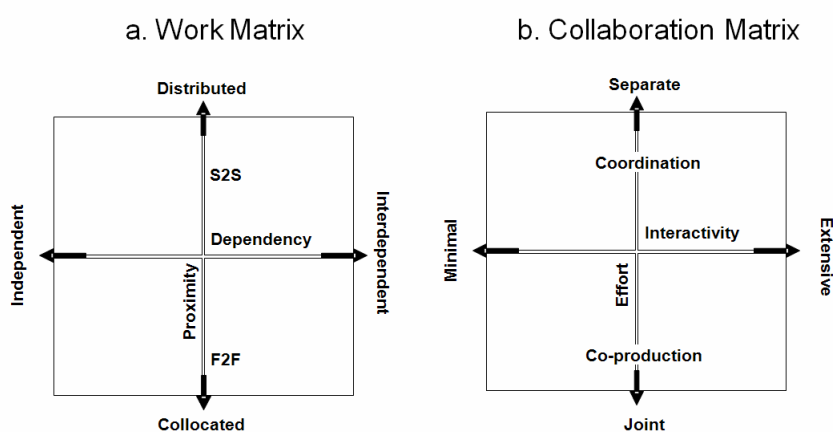 a. Work Matrix
Distributed
S2S
Dependency
Independent
Interdependent
Proximity
F2F
Collocated
b. Collaboration Matrix
Separate
Coordination
Interactivity
Minimal
Extensive
Effort
Co-production
Joint